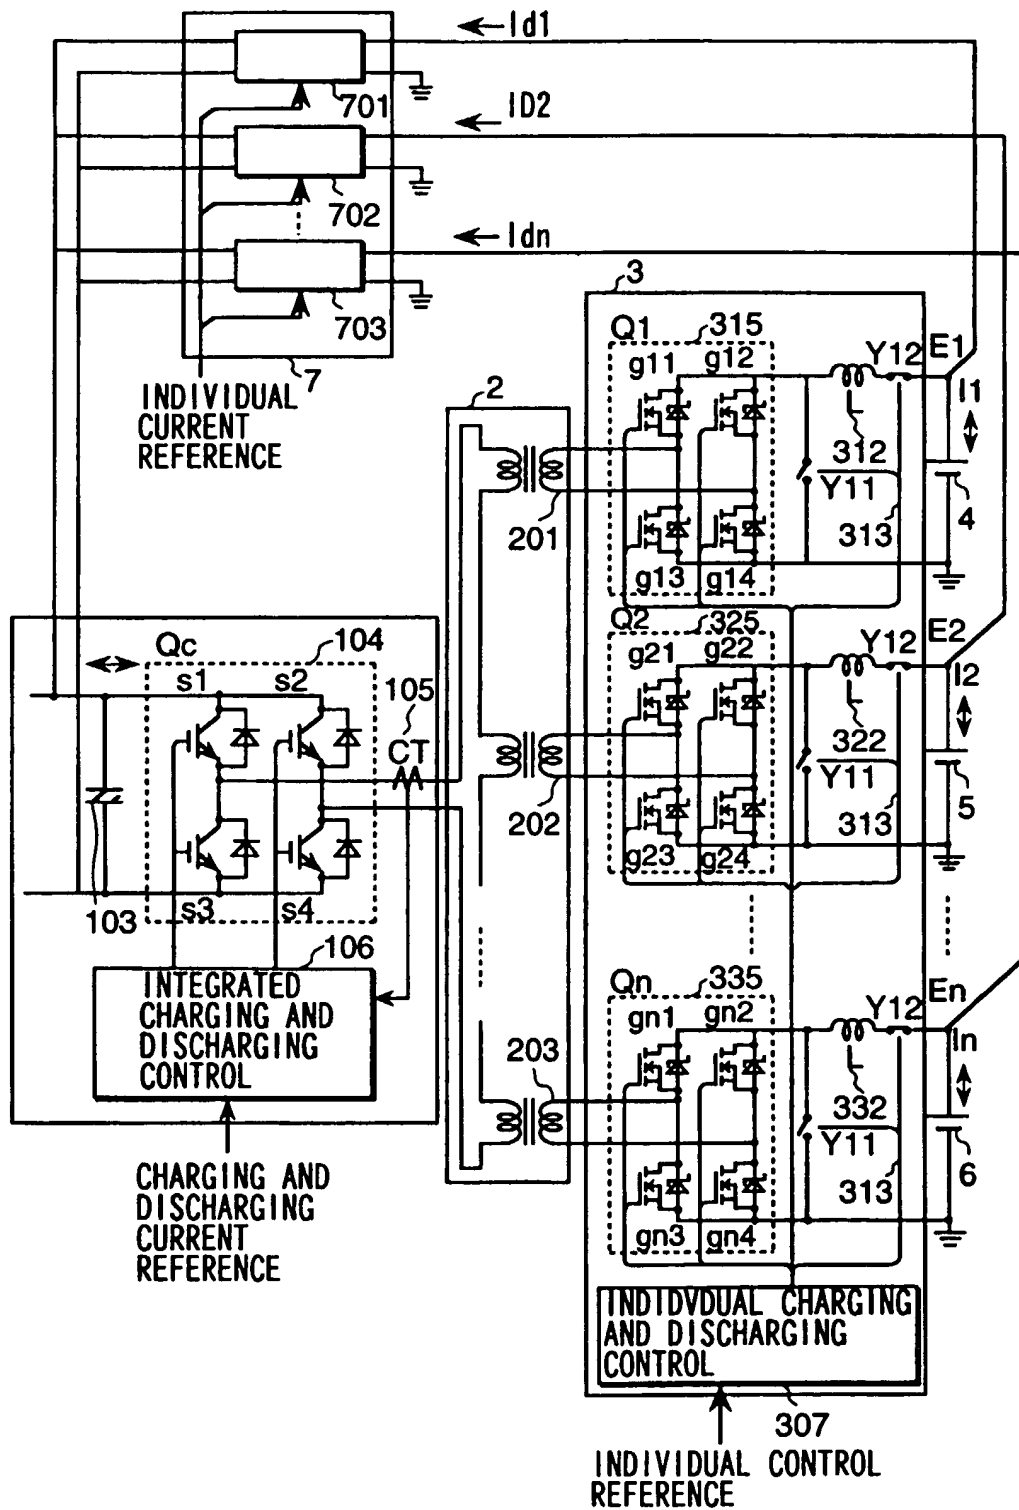 Id1
701
ID2
702
Idn
703
7
INDIVIDUAL
CURRENT
REFERENCE
3
Q1
315
g11
g12
Y12
E1
I1
312
Y11
313
4
g13
g14
2
201
Q2
325
g21
g22
Y12
E2
I2
322
Y11
313
5
g23
g24
202
Qc
104
s1
s2
105
CT
103
s3
s4
106
INTEGRATED
CHARGING AND
DISCHARGING
CONTROL
CHARGING AND
DISCHARGING
CURRENT
REFERENCE
203
Qn
335
gn1
gn2
Y12
En
In
332
Y11
313
6
gn3
gn4
INDIDVDUAL CHARGING
AND DISCHARGING
CONTROL
307
INDIVIDUAL CONTROL
REFERENCE